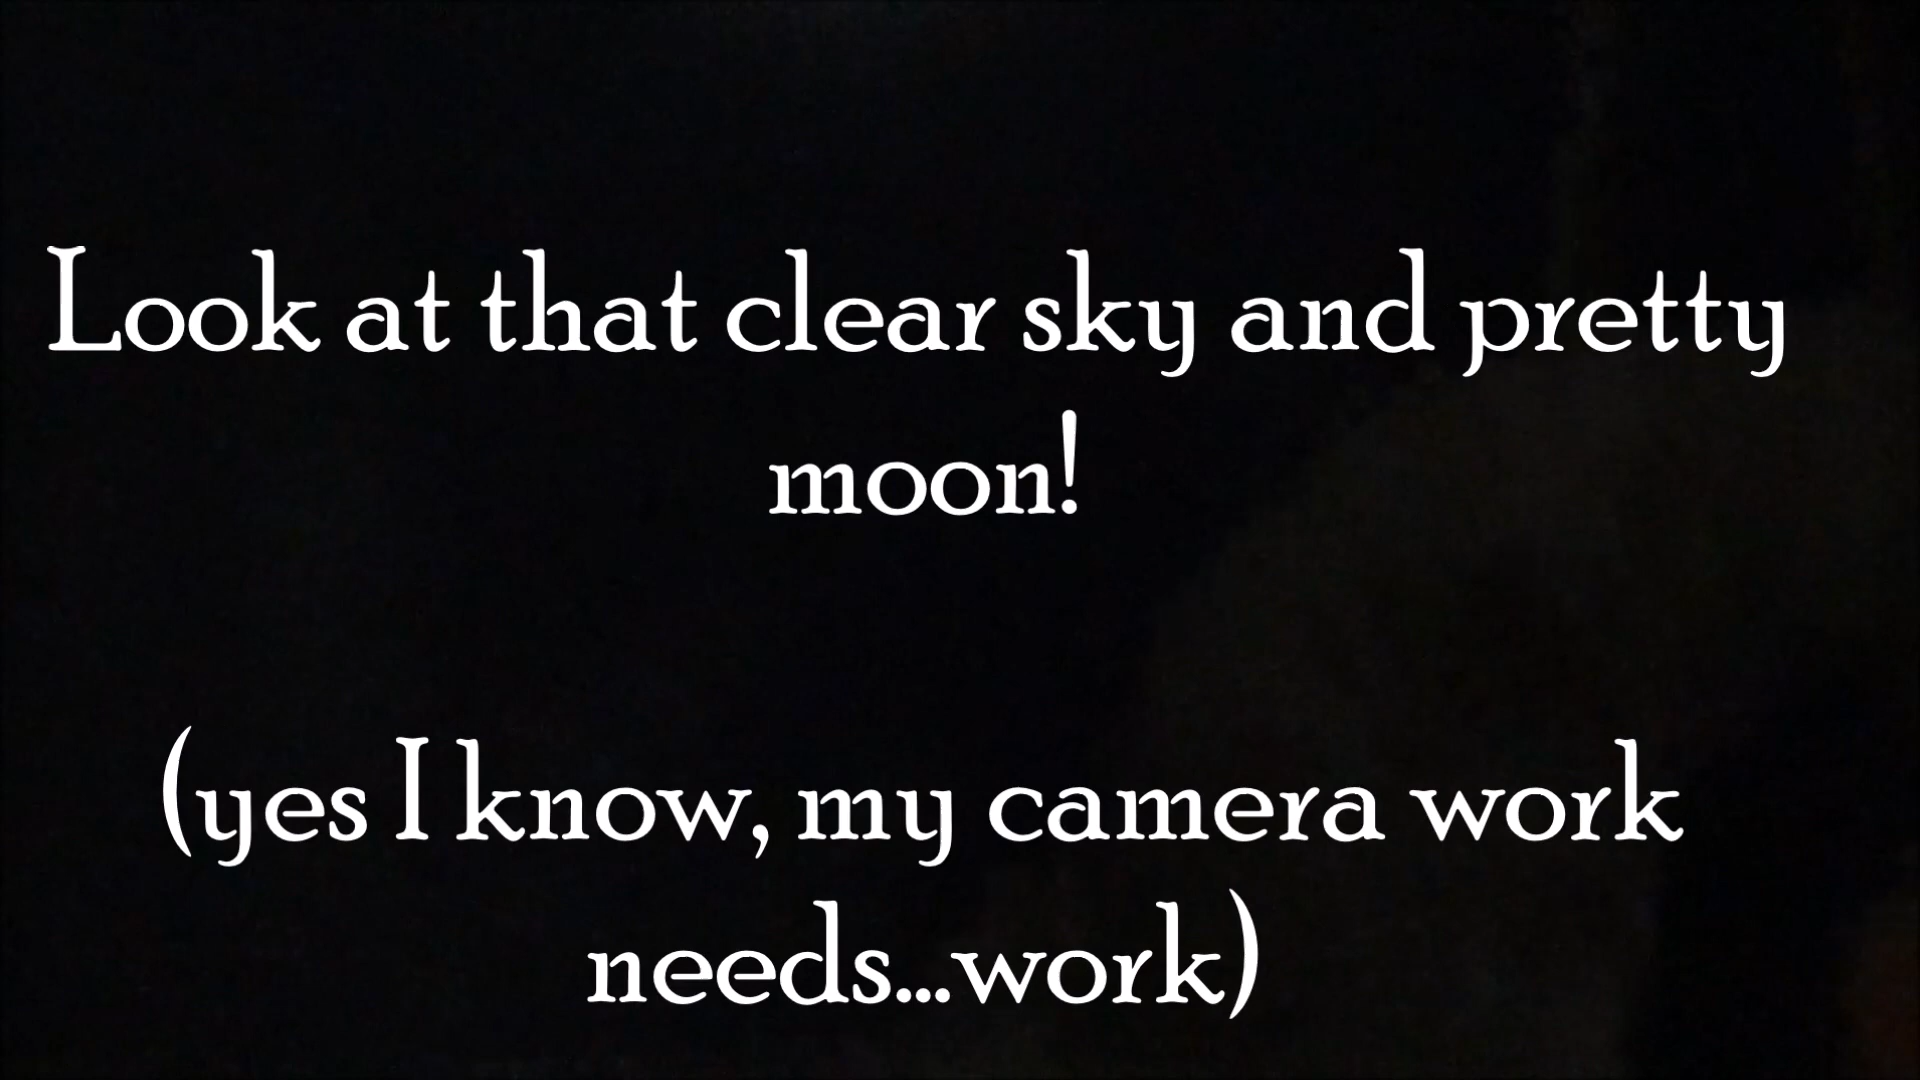 Look at that clear sky and pretty
moon!
(yes I know, my camera work
needs...work)